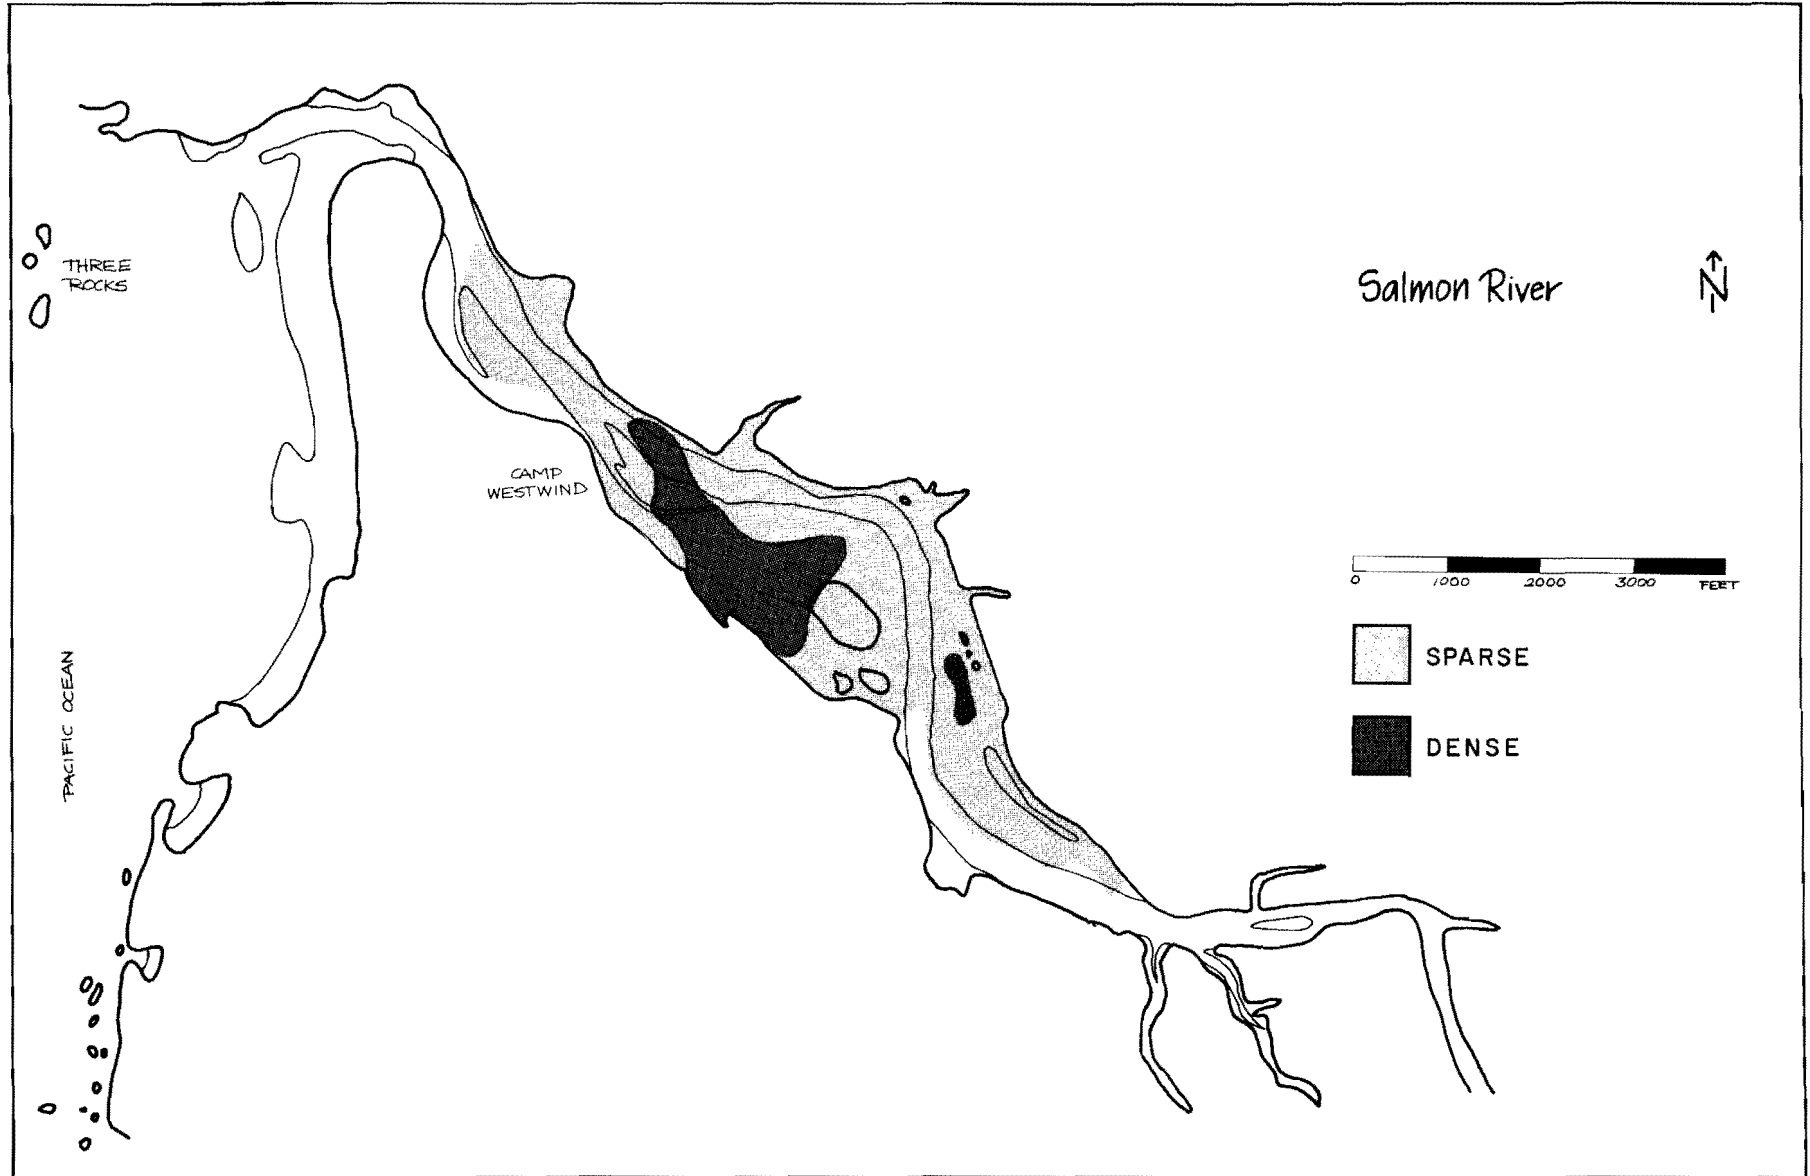 THREE
ROCKS
Salmon River
N
CAMP
WESTWIND
0 1000 2000 3000 FEET
SPARSE
DENSE
PACIFIC OCEAN